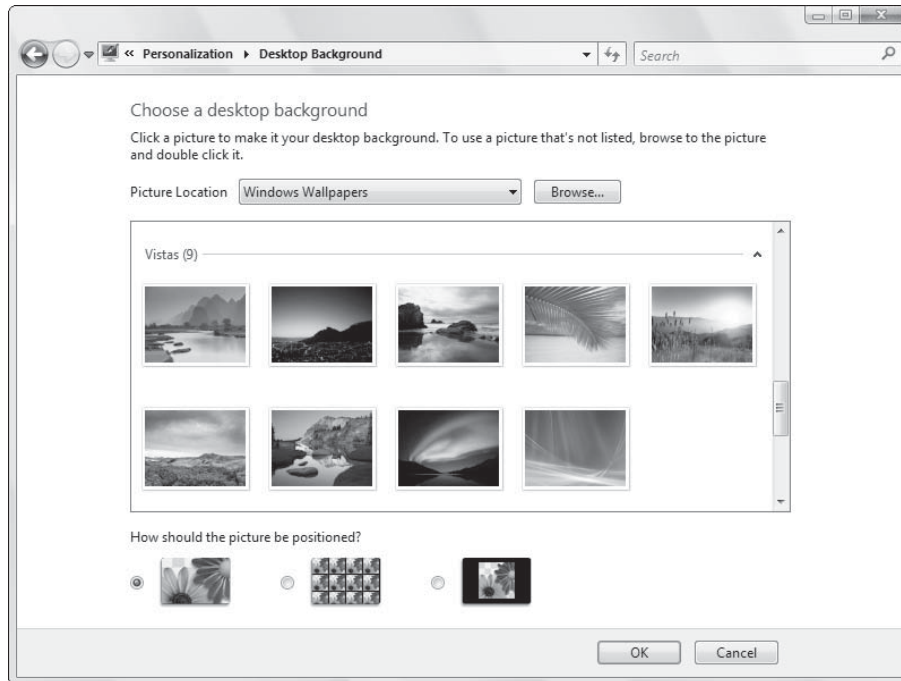 « Personalization ▸ Desktop Background
Search
Choose a desktop background
Click a picture to make it your desktop background. To use a picture that's not listed, browse to the picture
and double click it.
Picture Location Windows Wallpapers Browse...
Vistas (9)
How should the picture be positioned?
OK Cancel